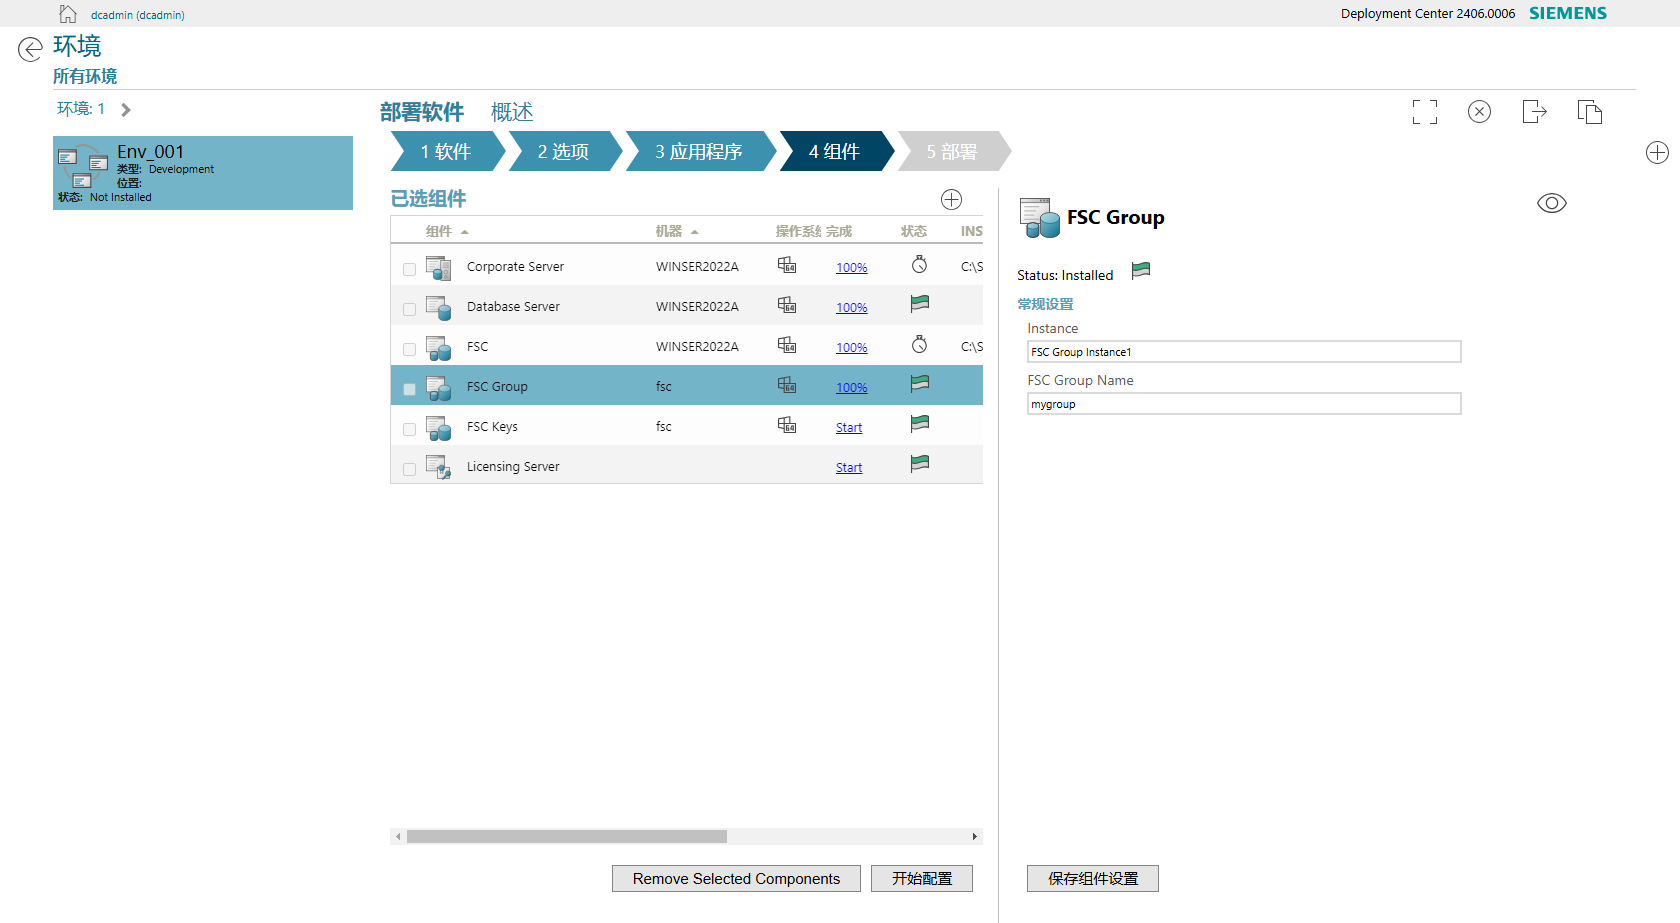 dcadmin (dcadmin)
Deployment Center 2406.0006 SIEMENS
环境
所有环境
环境: 1
Env_001
类型: Development
位置:
状态: Not Installed
部署软件 概述
1 软件 2 选项 3 应用程序 4 组件 5 部署
已选组件
组件 机器 操作系统 完成 状态 INS
Corporate Server WINSER2022A 64 100% C:\S
Database Server WINSER2022A 64 100%
FSC WINSER2022A 64 100% C:\S
FSC Group fsc 64 100%
FSC Keys fsc 64 Start
Licensing Server Start
Remove Selected Components 开始配置
FSC Group
Status: Installed
常规设置
Instance
FSC Group Instance1
FSC Group Name
mygroup
保存组件设置